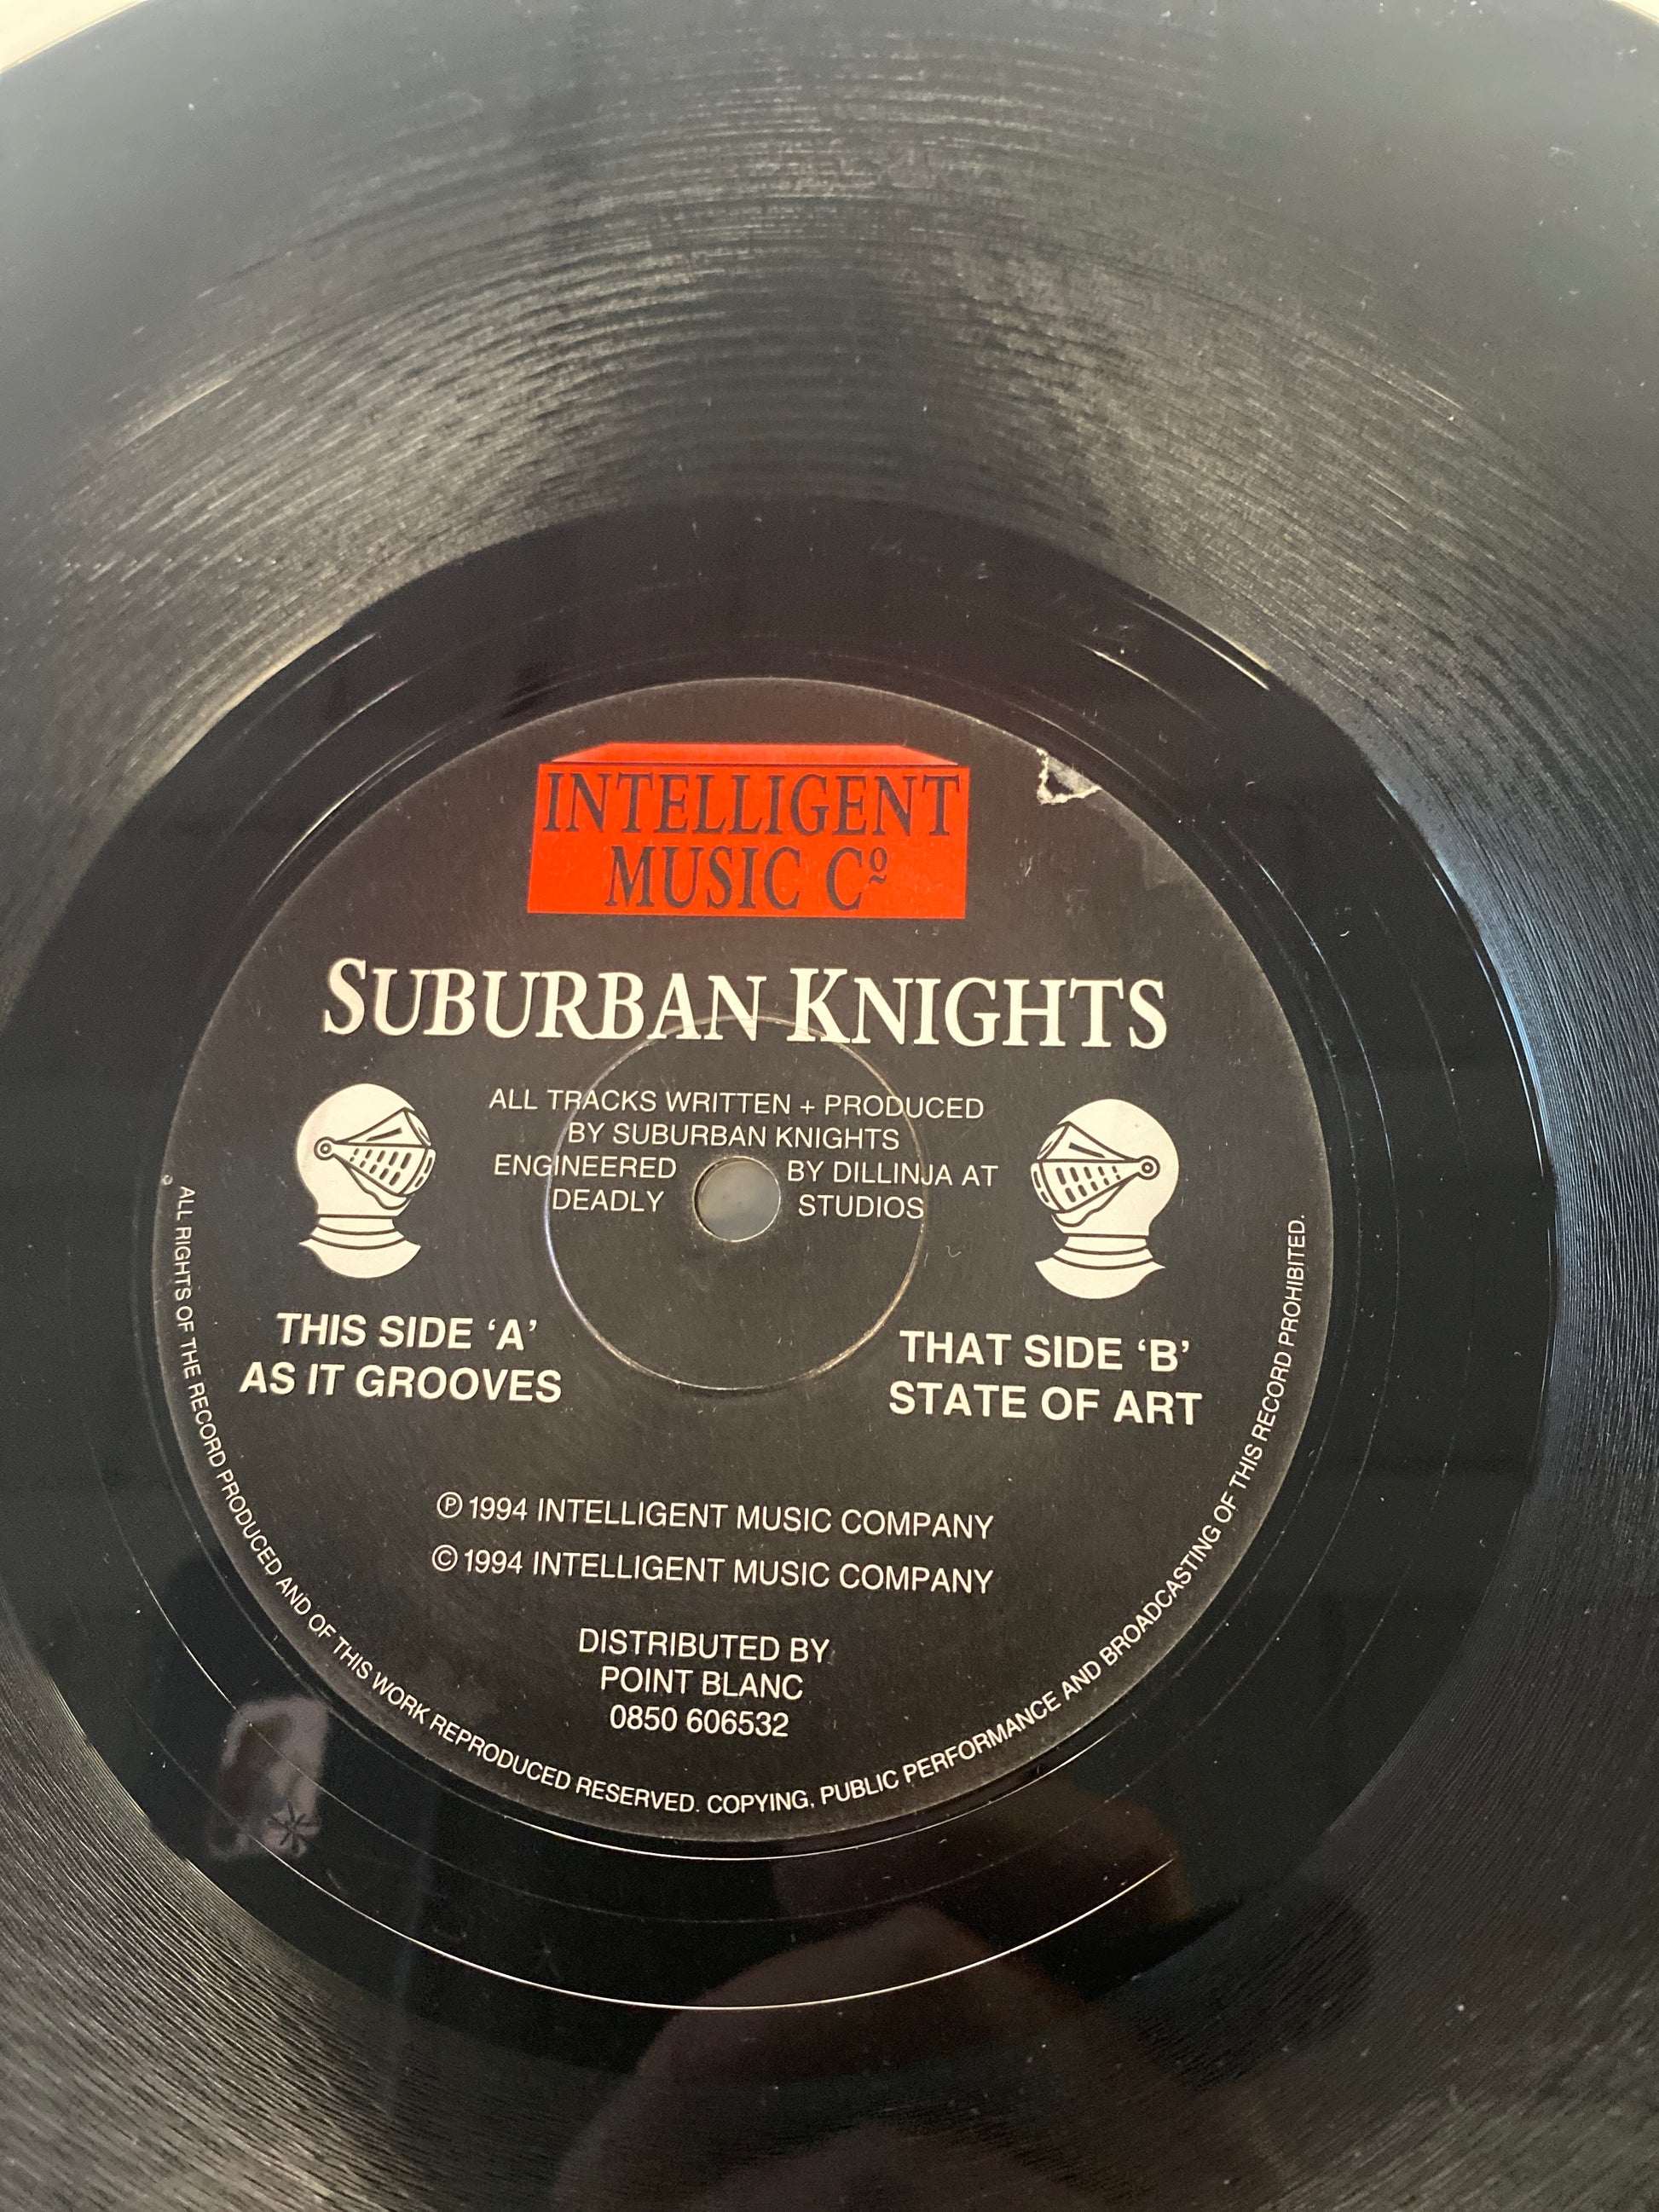 INTELLIGENT
MUSIC Cº
SUBURBAN KNIGHTS
ALL TRACKS WRITTEN + PRODUCED
BY SUBURBAN KNIGHTS
ENGINEERED BY DILLINJA AT
DEADLY STUDIOS
THIS SIDE ‘A’
AS IT GROOVES
THAT SIDE ‘B’
STATE OF ART
℗ 1994 INTELLIGENT MUSIC COMPANY
© 1994 INTELLIGENT MUSIC COMPANY
DISTRIBUTED BY
POINT BLANC
0850 606532
© ALL RIGHTS OF THE RECORD PRODUCED AND OF THIS WORK REPRODUCED RESERVED. COPYING, PUBLIC PERFORMANCE AND BROADCASTING OF THIS RECORD PROHIBITED.